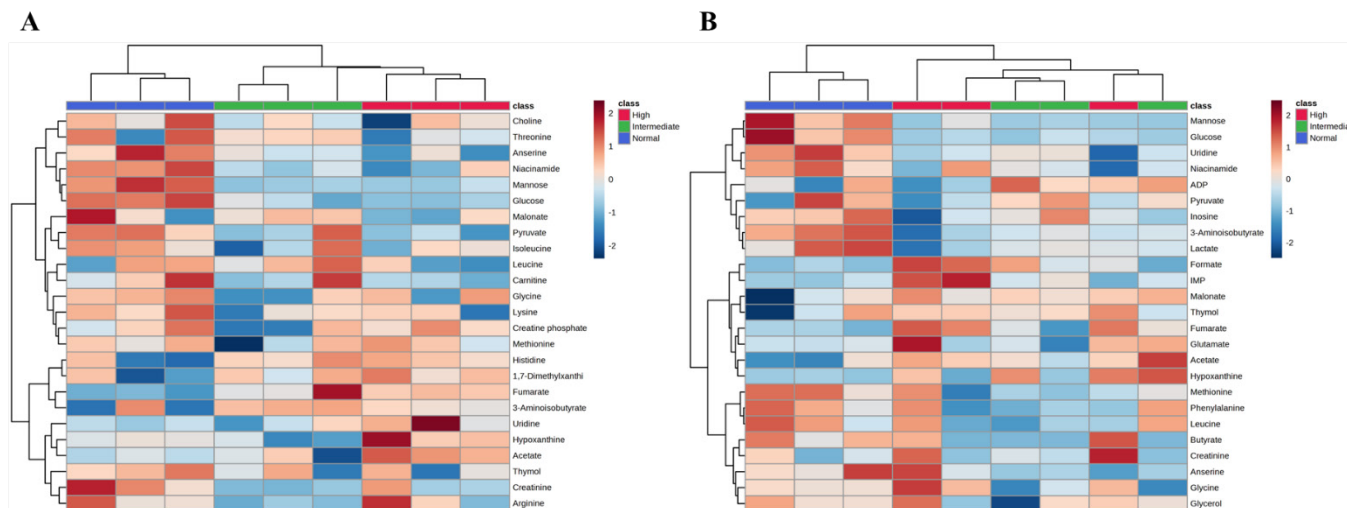 A
class
Choline
Threonine
Anserine
Niacinamide
Mannose
Glucose
Malonate
Pyruvate
Isoleucine
Leucine
Carnitine
Glycine
Lysine
Creatine phosphate
Methionine
Histidine
1,7-Dimethylxanthi
Fumarate
3-Aminoisobutyrate
Uridine
Hypoxanthine
Acetate
Thymol
Creatinine
Arginine
class
High
Intermediate
Normal
2
1
0
-1
-2
B
class
Mannose
Glucose
Uridine
Niacinamide
ADP
Pyruvate
Inosine
3-Aminoisobutyrate
Lactate
Formate
IMP
Malonate
Thymol
Fumarate
Glutamate
Acetate
Hypoxanthine
Methionine
Phenylalanine
Leucine
Butyrate
Creatinine
Anserine
Glycine
Glycerol
class
High
Intermediate
Normal
2
1
0
-1
-2